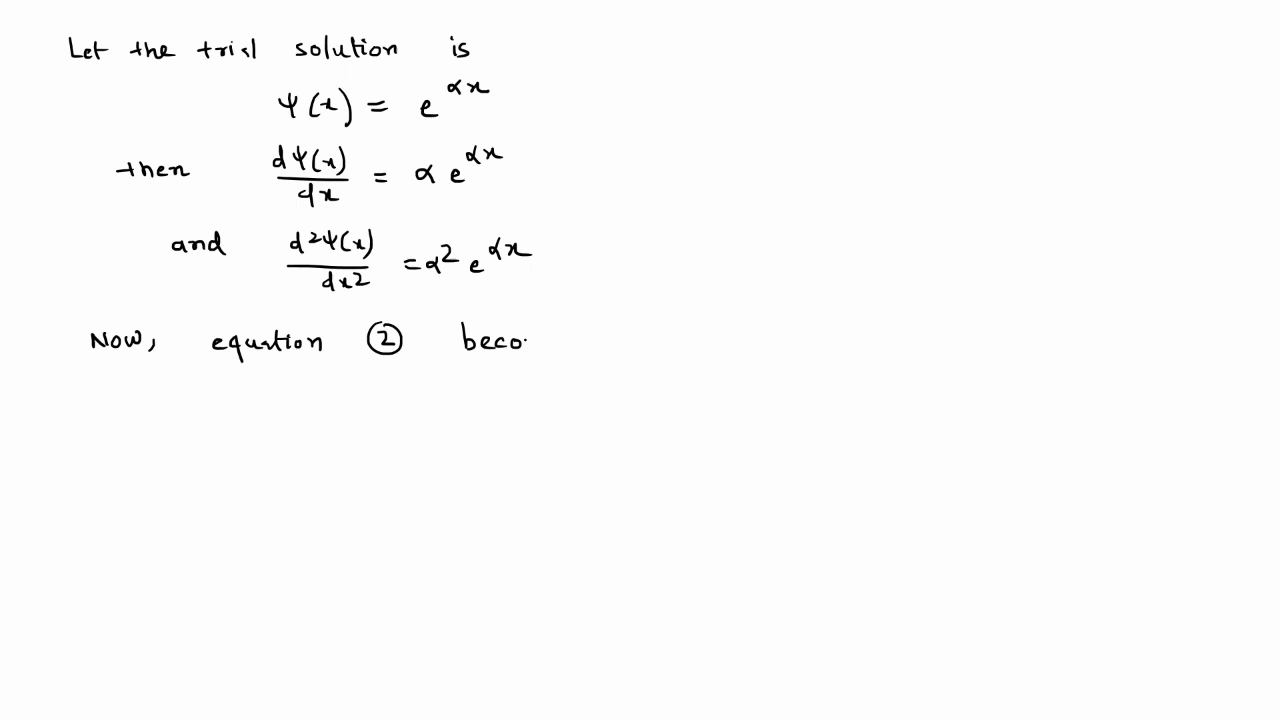 Let the trial solution is
Ψ(x) = e^αx
then dΨ(x)/dx = α e^αx
and d²Ψ(x)/dx² = α² e^αx
Now, equation ② beco